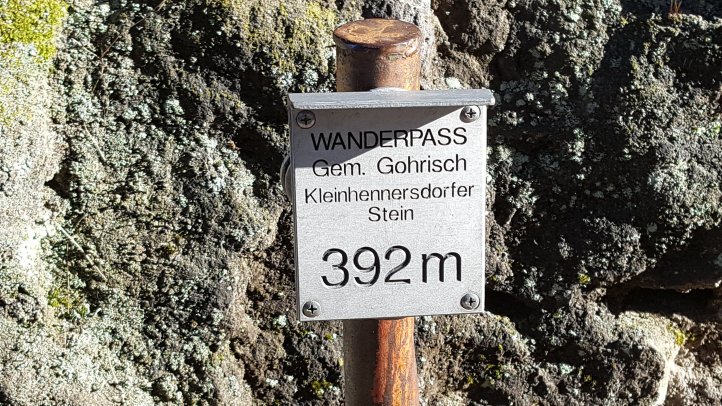 WANDERPASS
Gem. Gohrisch
Kleinhennersdorfer
Stein
392m